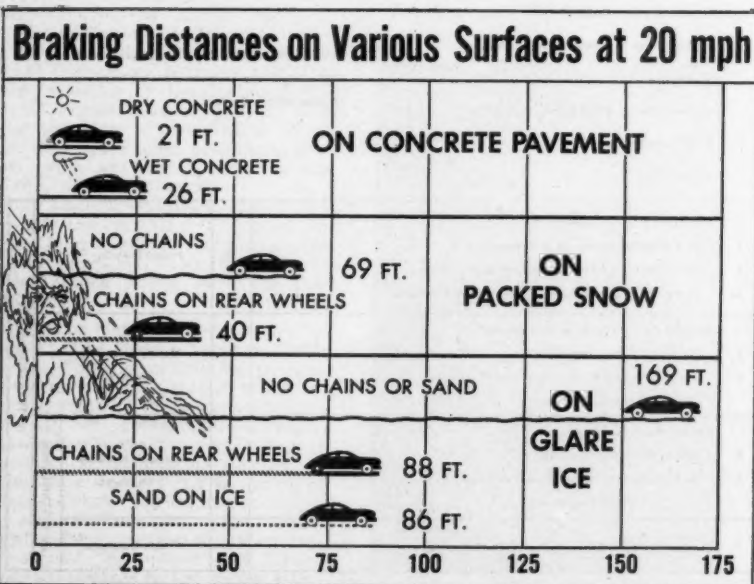 Braking Distances on Various Surfaces at 20 mph
DRY CONCRETE
21 FT.
ON CONCRETE PAVEMENT
WET CONCRETE
26 FT.
NO CHAINS
69 FT.
ON
PACKED SNOW
CHAINS ON REAR WHEELS
40 FT.
NO CHAINS OR SAND
169 FT.
ON
GLARE
ICE
CHAINS ON REAR WHEELS
88 FT.
SAND ON ICE
86 FT.
0 25 50 75 100 125 150 175